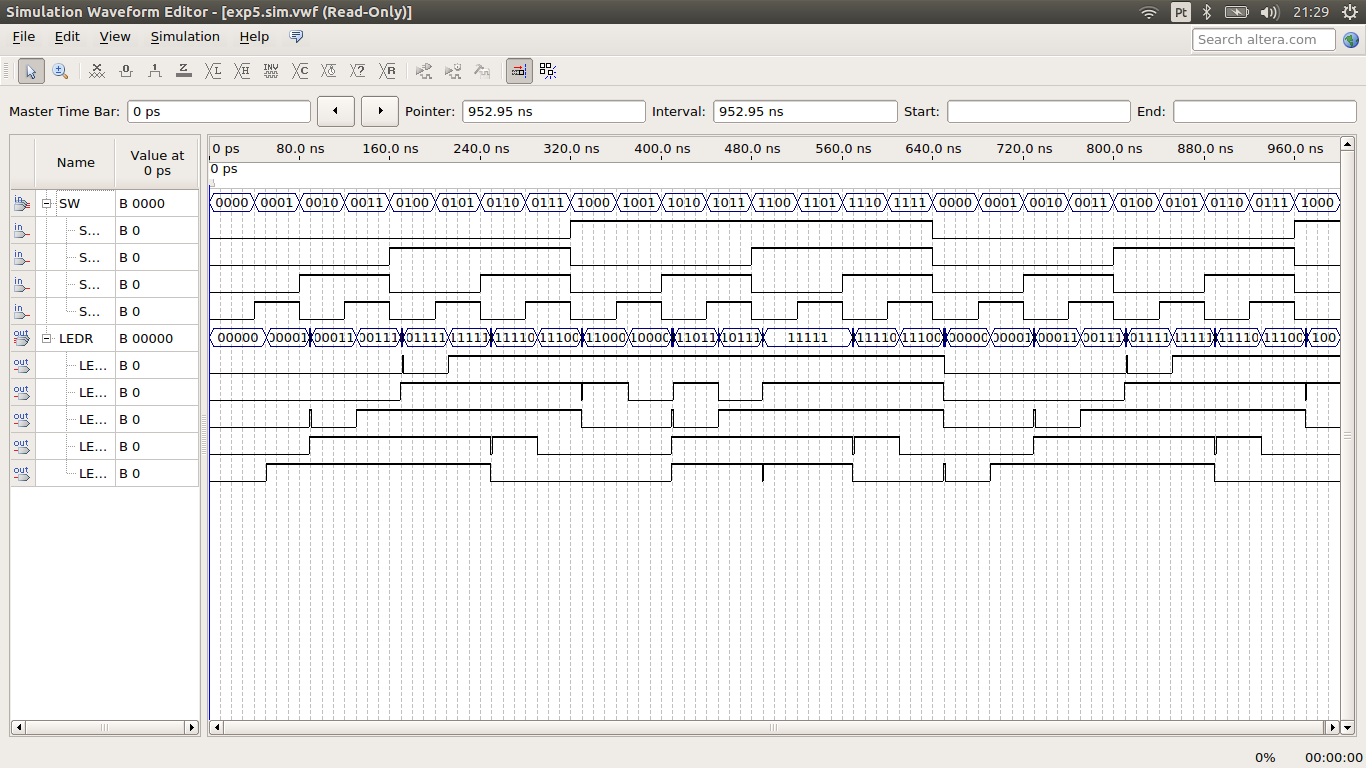 Simulation Waveform Editor - [exp5.sim.vwf (Read-Only)]
Pt
21:29
File Edit View Simulation Help
Search altera.com
Master Time Bar: 0 ps Pointer: 952.95 ns Interval: 952.95 ns Start: End:
Name Value at 0 ps
0 ps 80.0 ns 160.0 ns 240.0 ns 320.0 ns 400.0 ns 480.0 ns 560.0 ns 640.0 ns 720.0 ns 800.0 ns 880.0 ns 960.0 ns
0 ps
SW B 0000 0000 0001 0010 0011 0100 0101 0110 0111 1000 1001 1010 1011 1100 1101 1110 1111 0000 0001 0010 0011 0100 0101 0110 0111 1000
S... B 0
S... B 0
S... B 0
S... B 0
LEDR B 00000 00000 00001 00011 00111 01111 11111 11110 11100 11000 10000 11011 10111 11111 11110 11100 00000 00001 00011 00111 01111 11111 11110 11100 100
LE... B 0
LE... B 0
LE... B 0
LE... B 0
LE... B 0
0% 00:00:00